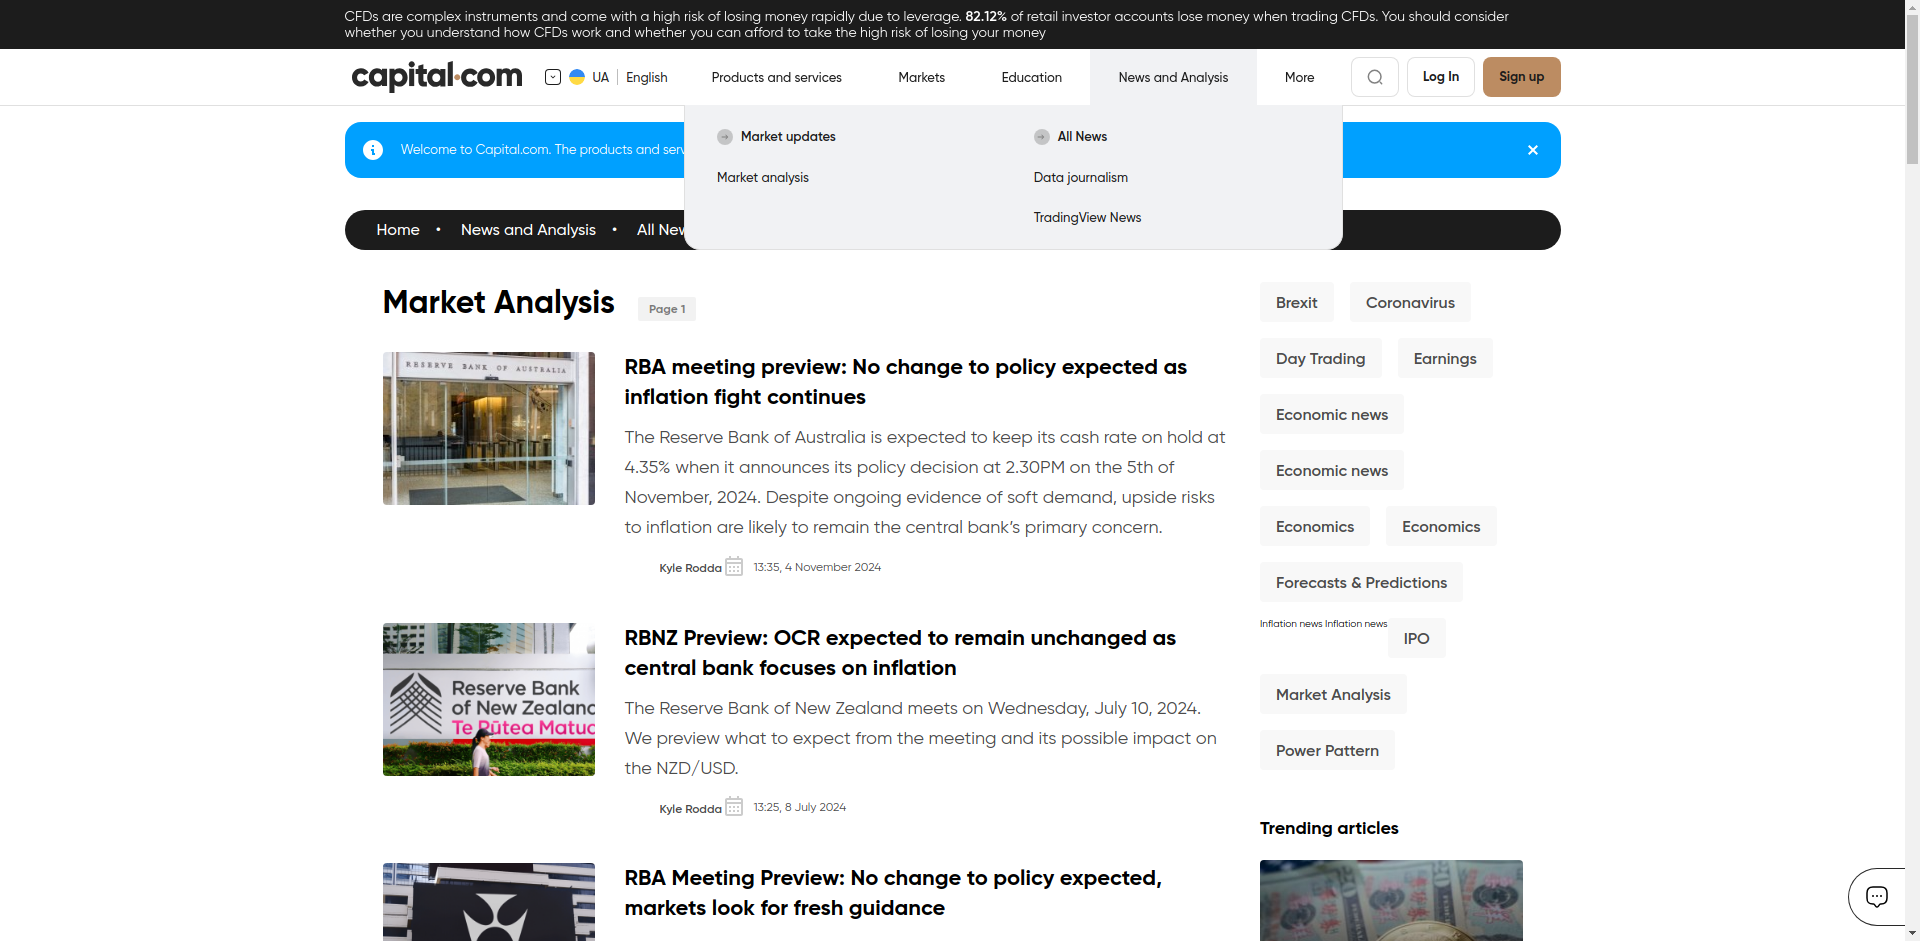 CFDs are complex instruments and come with a high risk of losing money rapidly due to leverage. 82.12% of retail investor accounts lose money when trading CFDs. You should consider
whether you understand how CFDs work and whether you can afford to take the high risk of losing your money
capital.com
UA
English
Products and services
Markets
Education
News and Analysis
More
Log In
Sign up
Market updates
Market analysis
All News
Data journalism
TradingView News
Welcome to Capital.com. The products and serv
Home • News and Analysis • All New
Market Analysis
Page 1
RESERVE BANK OF AUSTRALIA
RBA meeting preview: No change to policy expected as
inflation fight continues
The Reserve Bank of Australia is expected to keep its cash rate on hold at
4.35% when it announces its policy decision at 2.30PM on the 5th of
November, 2024. Despite ongoing evidence of soft demand, upside risks
to inflation are likely to remain the central bank’s primary concern.
Kyle Rodda
13:35, 4 November 2024
Reserve Bank
of New Zealand
Te Pūtea Matua
RBNZ Preview: OCR expected to remain unchanged as
central bank focuses on inflation
The Reserve Bank of New Zealand meets on Wednesday, July 10, 2024.
We preview what to expect from the meeting and its possible impact on
the NZD/USD.
Kyle Rodda
13:25, 8 July 2024
RBA Meeting Preview: No change to policy expected,
markets look for fresh guidance
Brexit
Coronavirus
Day Trading
Earnings
Economic news
Economic news
Economics
Economics
Forecasts & Predictions
Inflation news Inflation news
IPO
Market Analysis
Power Pattern
Trending articles